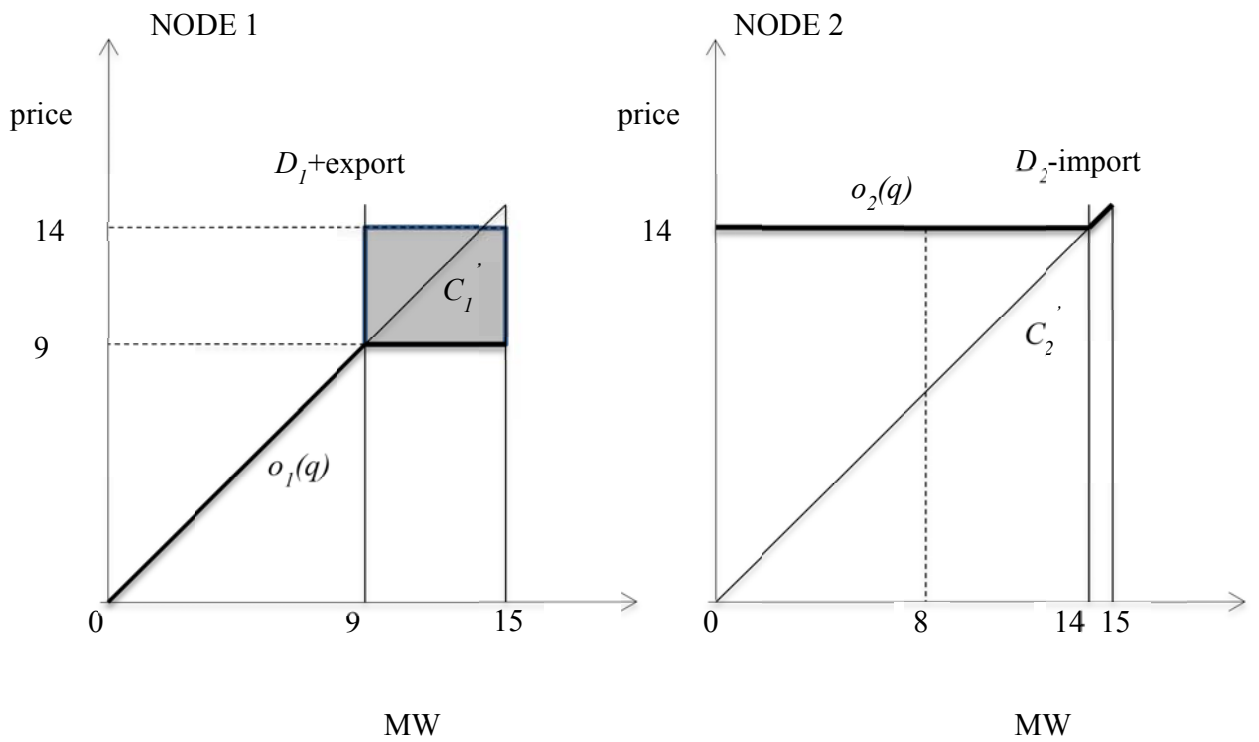 NODE 1
price
D1+export
14
C1'
9
o1(q)
0
9
15
MW
NODE 2
price
D2-import
o2(q)
14
C2'
0
8
14
15
MW